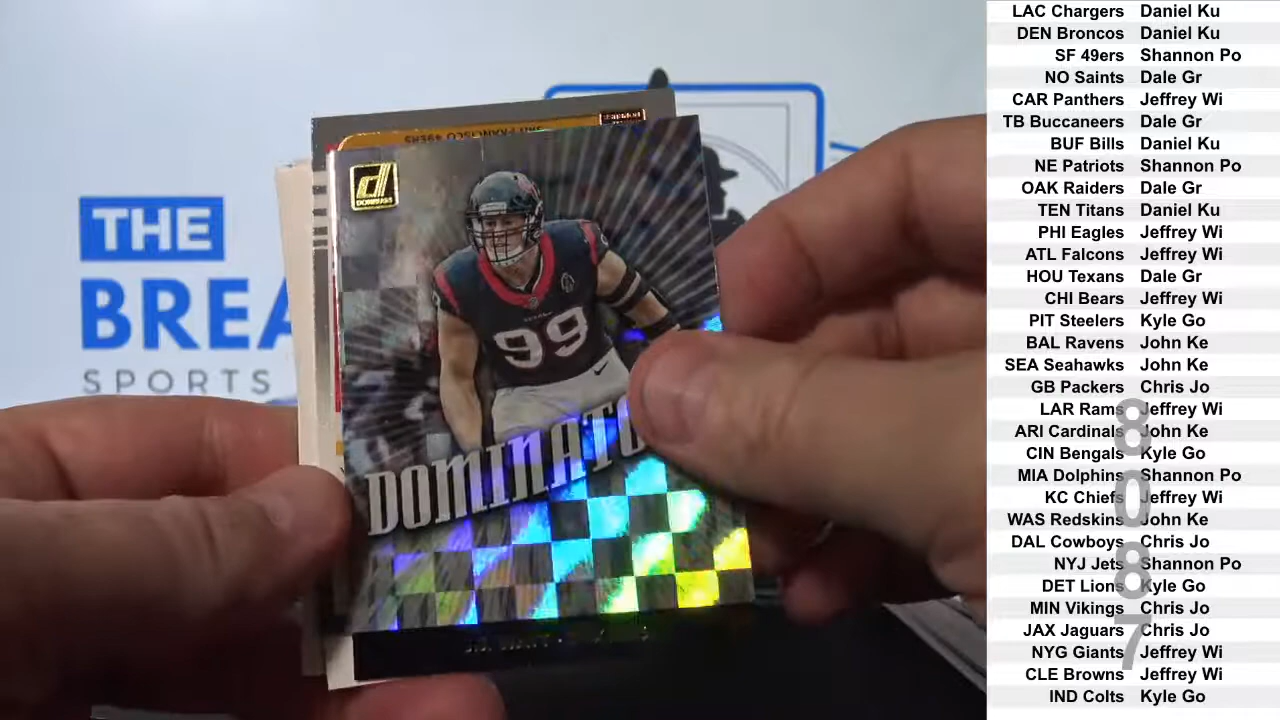 THE
BREA
SPORTS
SAN FRANCISCO 49ERS
d
DONRUSS
99
DOMINATO
LAC Chargers Daniel Ku
DEN Broncos Daniel Ku
SF 49ers Shannon Po
NO Saints Dale Gr
CAR Panthers Jeffrey Wi
TB Buccaneers Dale Gr
BUF Bills Daniel Ku
NE Patriots Shannon Po
OAK Raiders Dale Gr
TEN Titans Daniel Ku
PHI Eagles Jeffrey Wi
ATL Falcons Jeffrey Wi
HOU Texans Dale Gr
CHI Bears Jeffrey Wi
PIT Steelers Kyle Go
BAL Ravens John Ke
SEA Seahawks John Ke
GB Packers Chris Jo
LAR Rams Jeffrey Wi
ARI Cardinals John Ke
CIN Bengals Kyle Go
MIA Dolphins Shannon Po
KC Chiefs Jeffrey Wi
WAS Redskins John Ke
DAL Cowboys Chris Jo
NYJ Jets Shannon Po
DET Lions Kyle Go
MIN Vikings Chris Jo
JAX Jaguars Chris Jo
NYG Giants Jeffrey Wi
CLE Browns Jeffrey Wi
IND Colts Kyle Go
8087